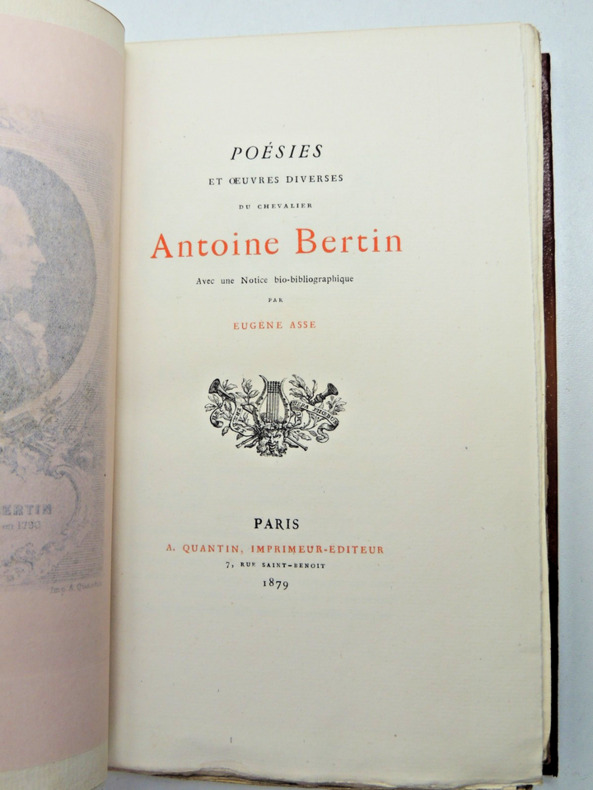 POÉSIES
ET ŒUVRES DIVERSES
DU CHEVALIER
Antoine Bertin
Avec une Notice bio-bibliographique
PAR
EUGÈNE ASSE
PARIS
A. QUANTIN, IMPRIMEUR-EDITEUR
7, RUE SAINT-BENOIT
1879
ERTIN